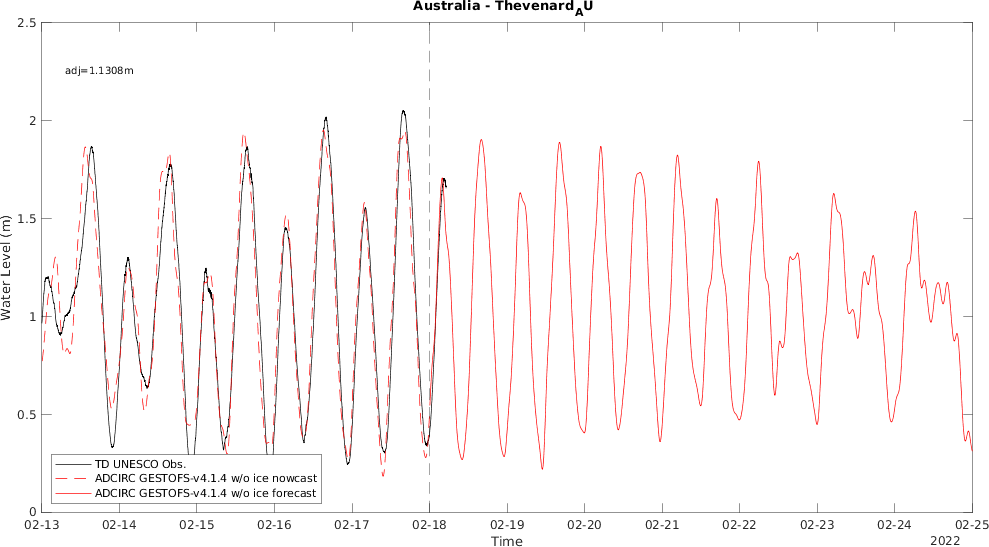 Australia - Thevenard_AU
2.5
adj=1.1308m
2
1.5
Water Level (m)
1
0.5
TD UNESCO Obs.
ADCIRC GESTOFS-v4.1.4 w/o ice nowcast
ADCIRC GESTOFS-v4.1.4 w/o ice forecast
0
02-13 02-14 02-15 02-16 02-17 02-18 02-19 02-20 02-21 02-22 02-23 02-24 02-25
Time
2022